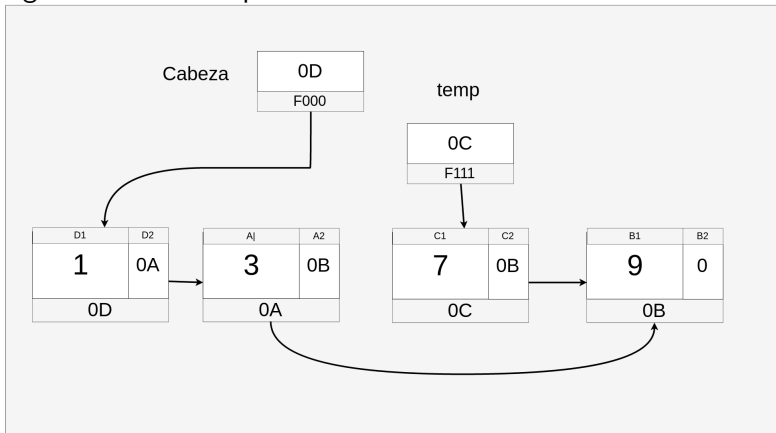 Cabeza
0D
F000
temp
0C
F111
D1 D2
1 0A
0D
A| A2
3 0B
0A
C1 C2
7 0B
0C
B1 B2
9 0
0B